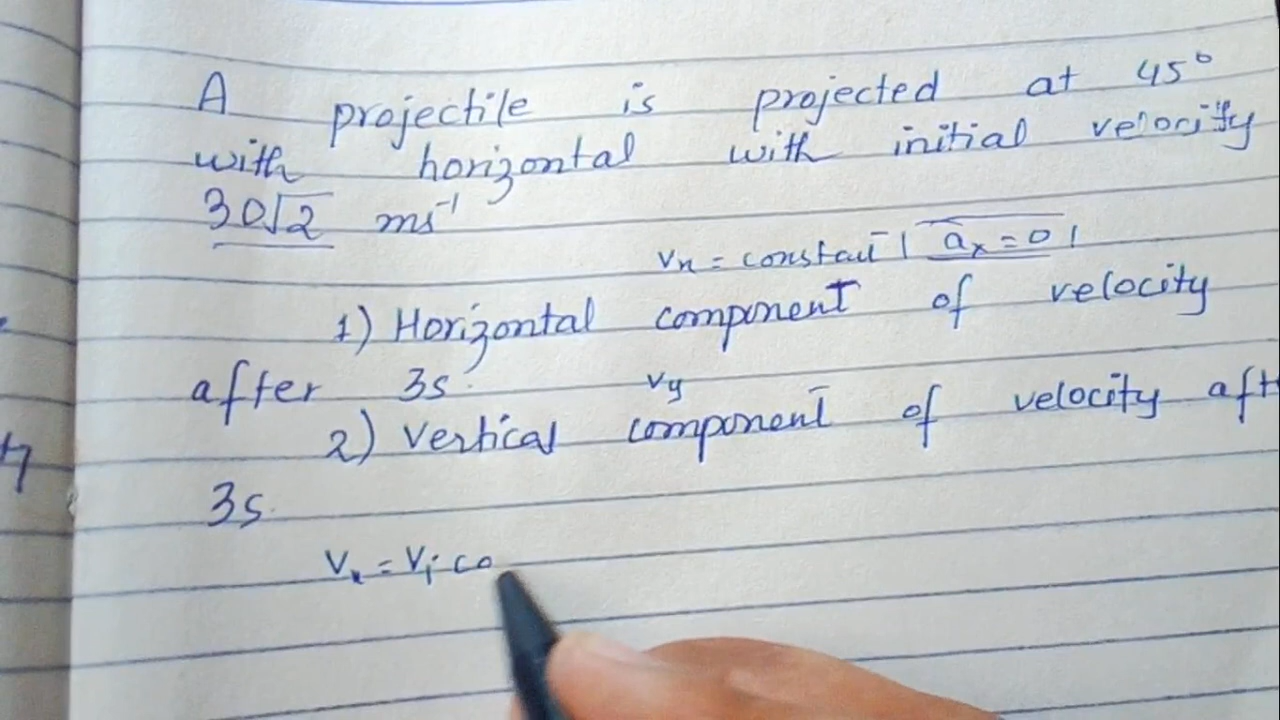 A projectile is projected at 45°
with horizontal with initial velocity
30√2 ms⁻¹
vx = constant | ax = 0 |
1) Horizontal component of velocity
after 3s.
vy
2) Vertical component of velocity aft
3s.
Vx = Vi co